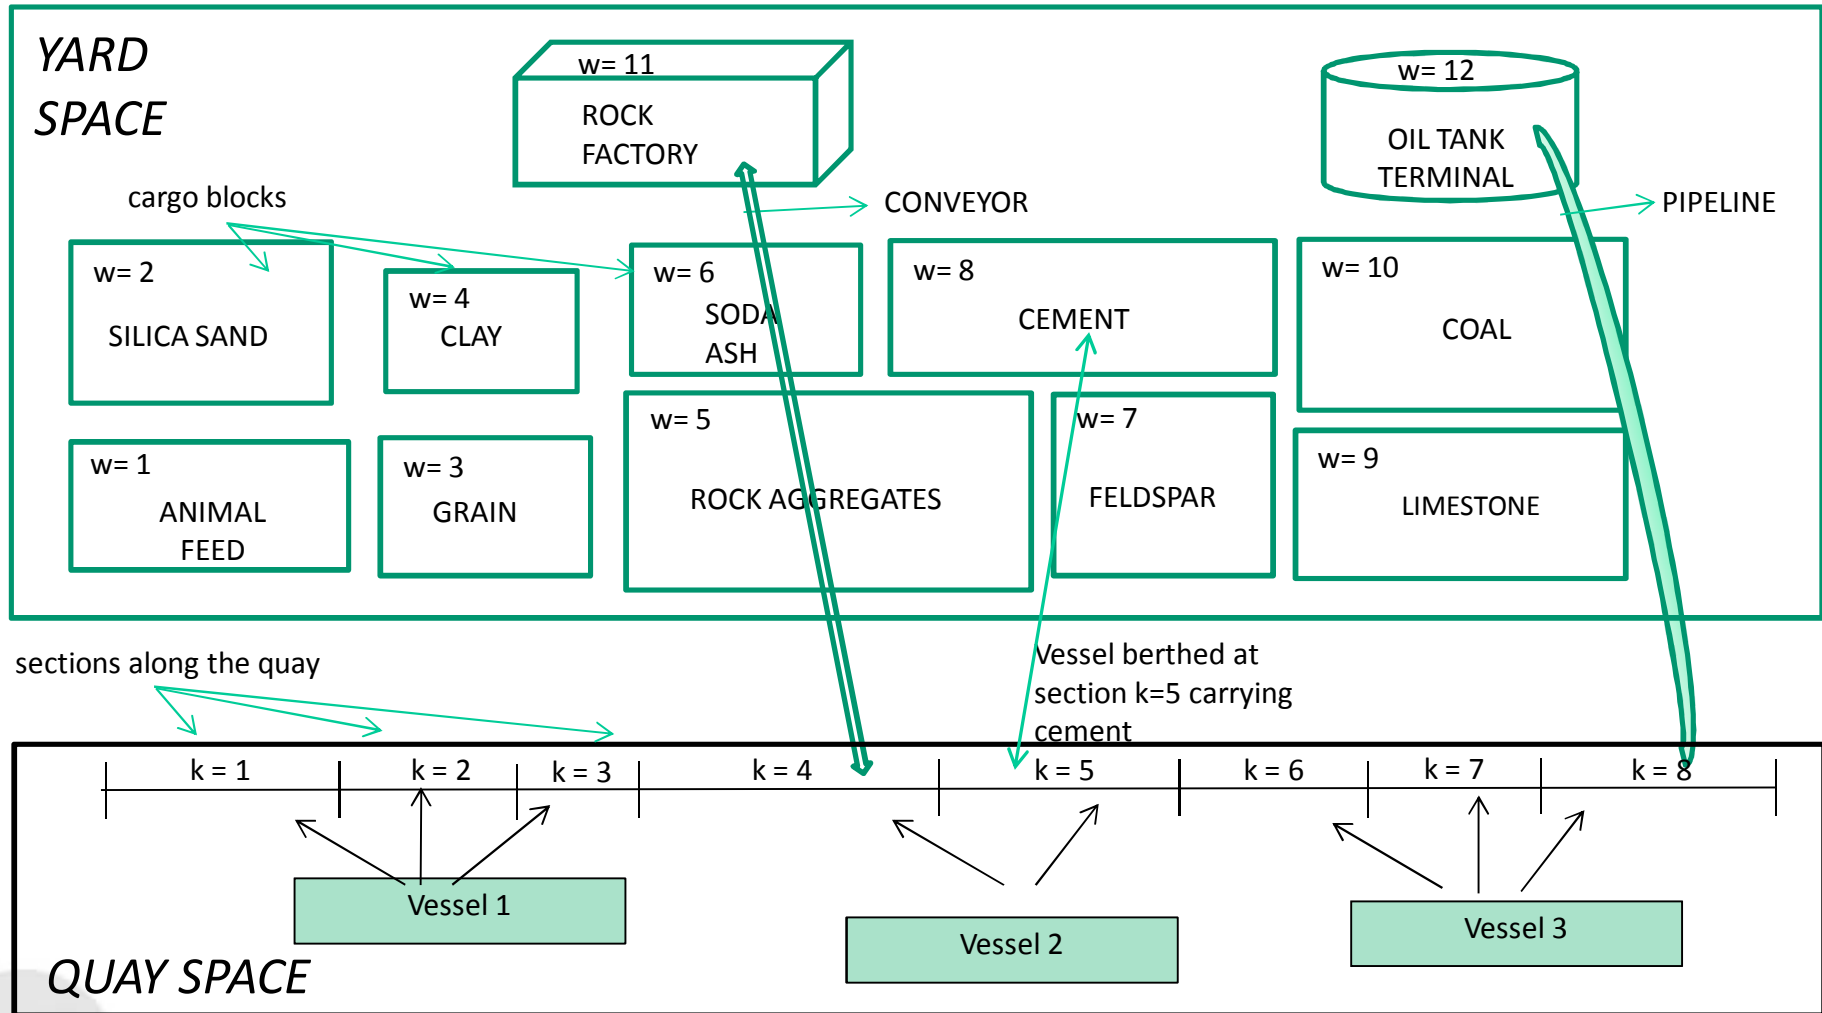 YARD
SPACE
w= 11
ROCK
FACTORY
w= 12
OIL TANK
TERMINAL
cargo blocks
CONVEYOR
PIPELINE
w= 2
SILICA SAND
w= 4
CLAY
w= 6
SODA
ASH
w= 8
CEMENT
w= 10
COAL
w= 1
ANIMAL
FEED
w= 3
GRAIN
w= 5
ROCK AGGREGATES
w= 7
FELDSPAR
w= 9
LIMESTONE
sections along the quay
Vessel berthed at
section k=5 carrying
cement
k = 1
k = 2
k = 3
k = 4
k = 5
k = 6
k = 7
k = 8
Vessel 1
Vessel 2
Vessel 3
QUAY SPACE